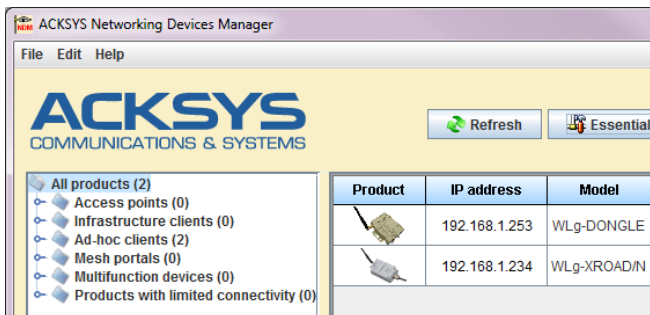 NDM ACKSYS Networking Devices Manager
File Edit Help
ACKSYS
COMMUNICATIONS & SYSTEMS
Refresh Essential
All products (2)
Access points (0)
Infrastructure clients (0)
Ad-hoc clients (2)
Mesh portals (0)
Multifunction devices (0)
Products with limited connectivity (0)
Product IP address Model
192.168.1.253 WLg-DONGLE
192.168.1.234 WLg-XROAD/N